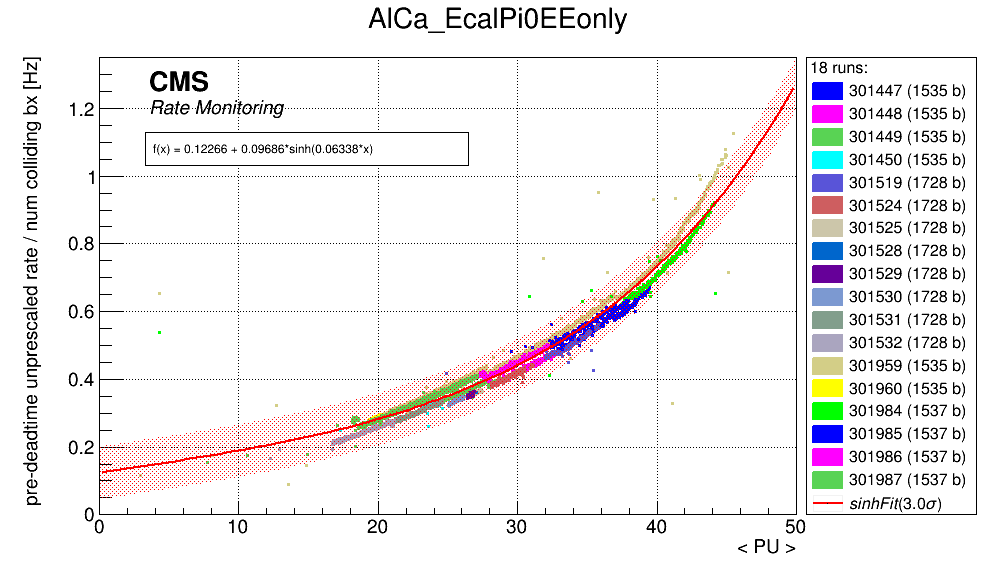 AlCa_EcalPi0EEonly
pre-deadtime unprescaled rate / num colliding bx [Hz]
CMS
Rate Monitoring
f(x) = 0.12266 + 0.09686*sinh(0.06338*x)
1.2
1
0.8
0.6
0.4
0.2
0
0 10 20 30 40 50
< PU >
18 runs:
301447 (1535 b)
301448 (1535 b)
301449 (1535 b)
301450 (1535 b)
301519 (1728 b)
301524 (1728 b)
301525 (1728 b)
301528 (1728 b)
301529 (1728 b)
301530 (1728 b)
301531 (1728 b)
301532 (1728 b)
301959 (1535 b)
301960 (1535 b)
301984 (1537 b)
301985 (1537 b)
301986 (1537 b)
301987 (1537 b)
sinhFit(3.0σ)